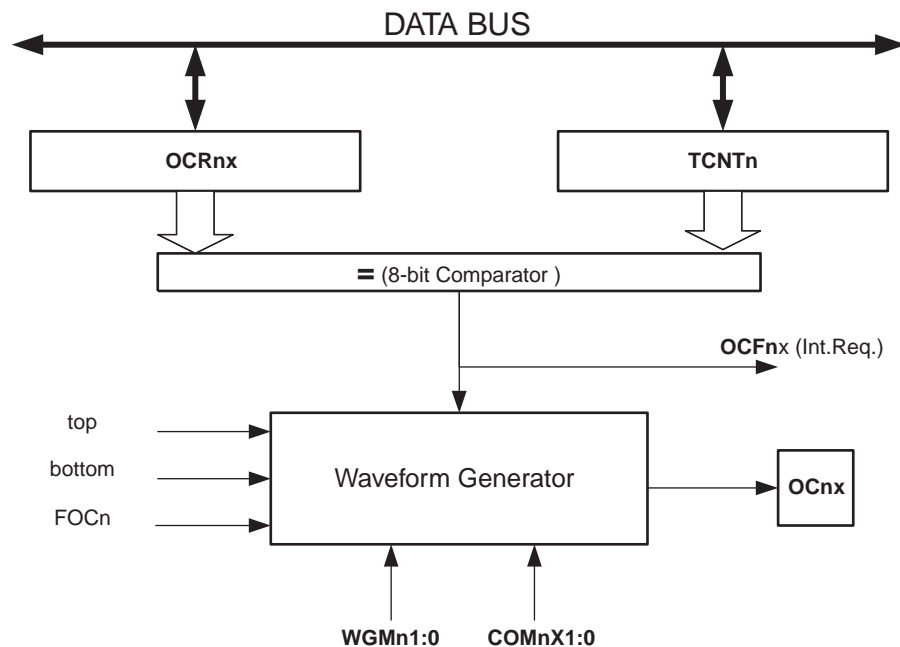 DATA BUS
OCRnx
TCNTn
= (8-bit Comparator )
OCFnx (Int.Req.)
top
bottom
FOCn
Waveform Generator
OCnx
WGMn1:0
COMnX1:0